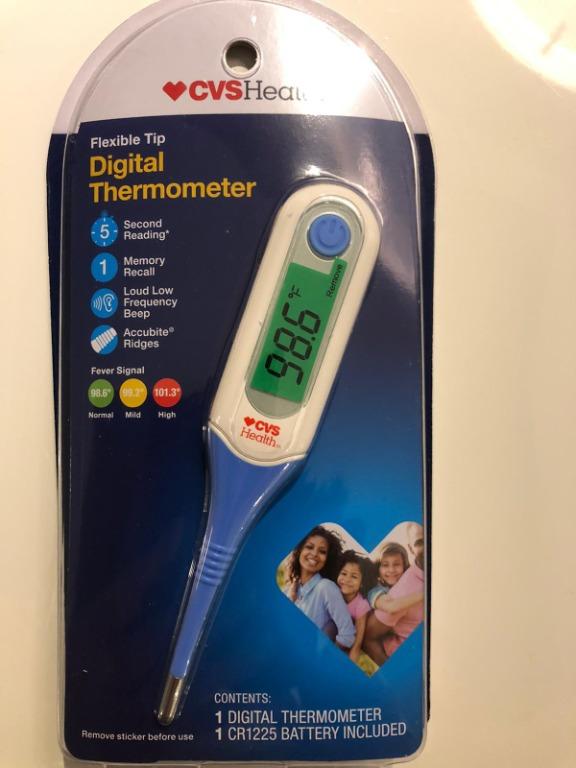 CVSHeal
Flexible Tip
Digital
Thermometer
5
Second
Reading*
1
Memory
Recall
Loud Low
Frequency
Beep
Accubite®
Ridges
Fever Signal
98.6° 99.2° 101.3°
Normal Mild High
Remove
98.6 °F
CVS
Health
CONTENTS:
1 DIGITAL THERMOMETER
1 CR1225 BATTERY INCLUDED
Remove sticker before use